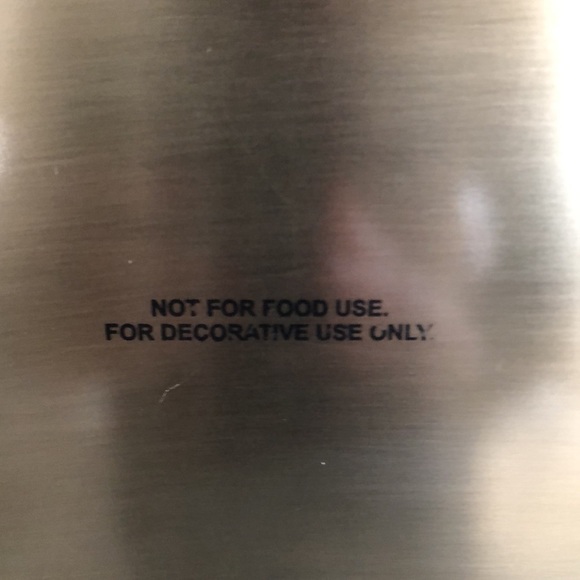 NOT FOR FOOD USE.
FOR DECORATIVE USE ONLY.